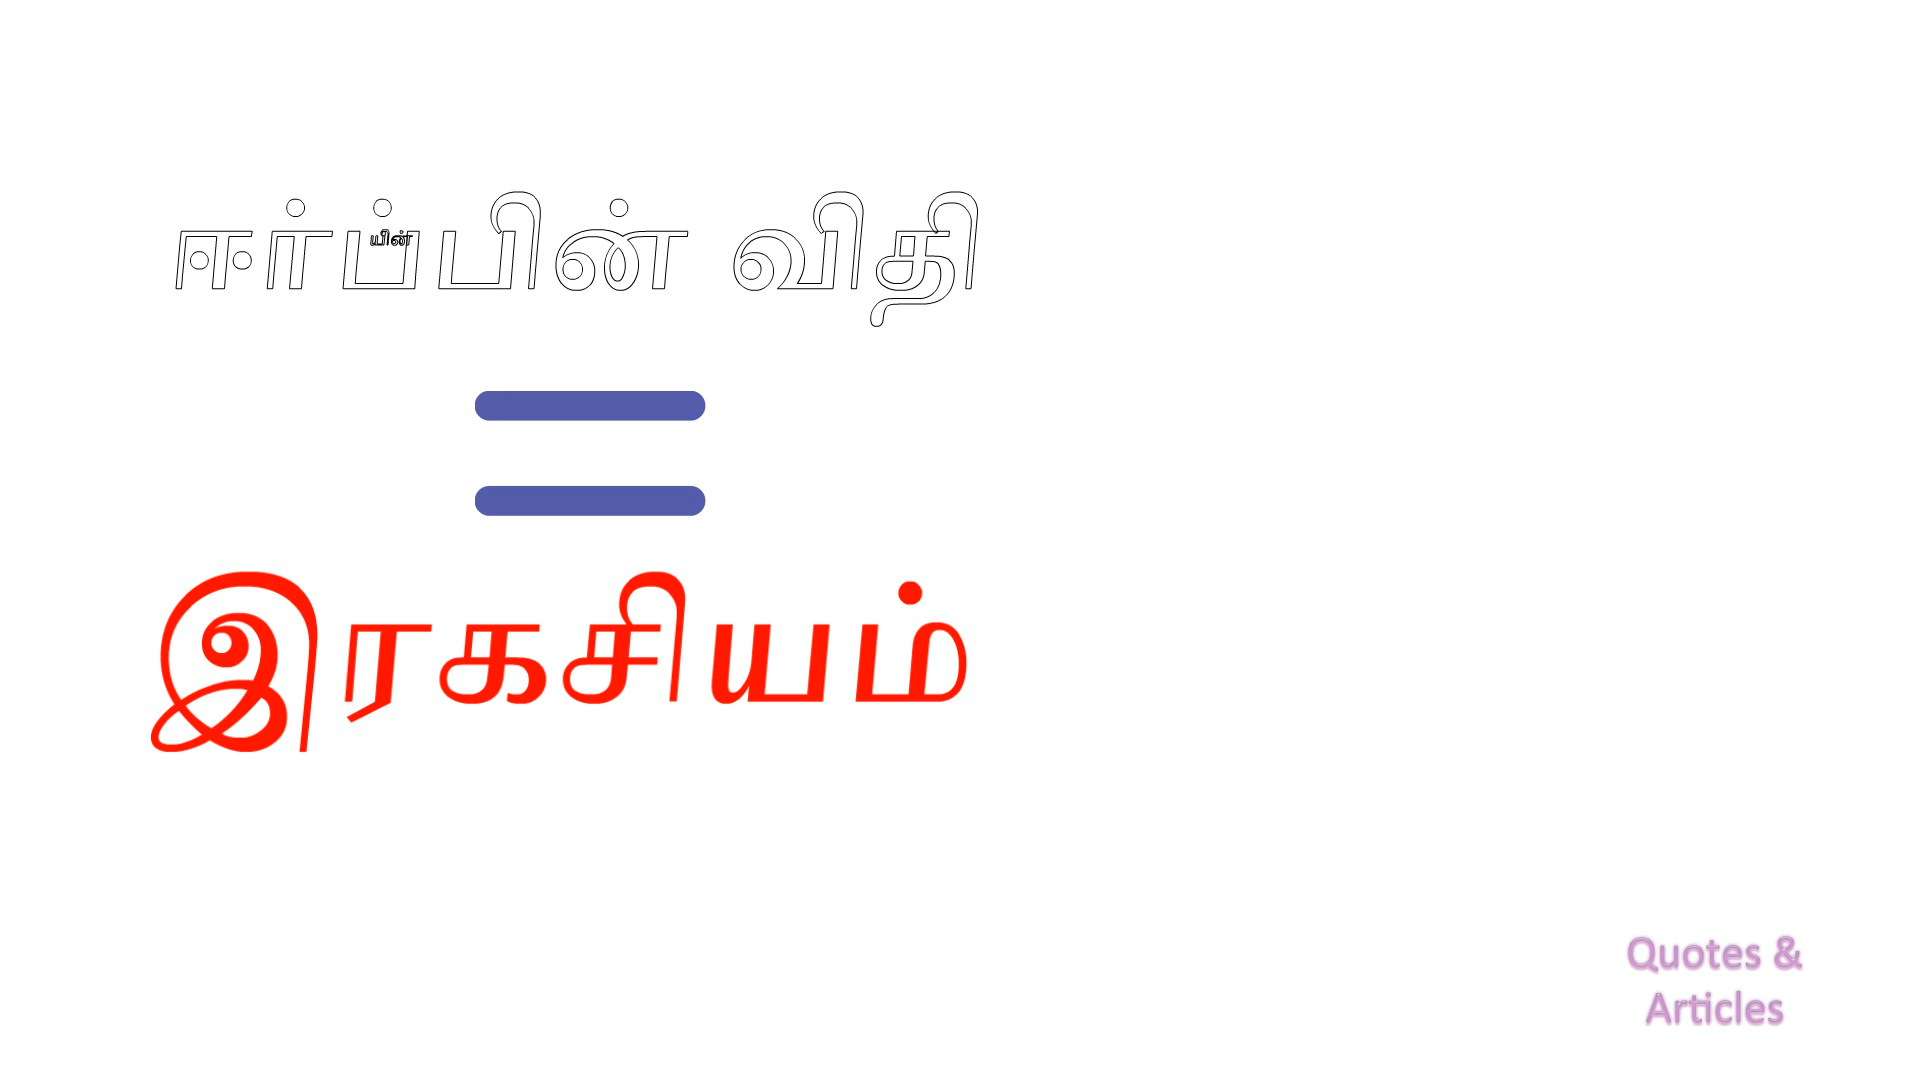 ஈர்ப்பின் விதி
யின்
=
இரகசியம்
Quotes &
Articles